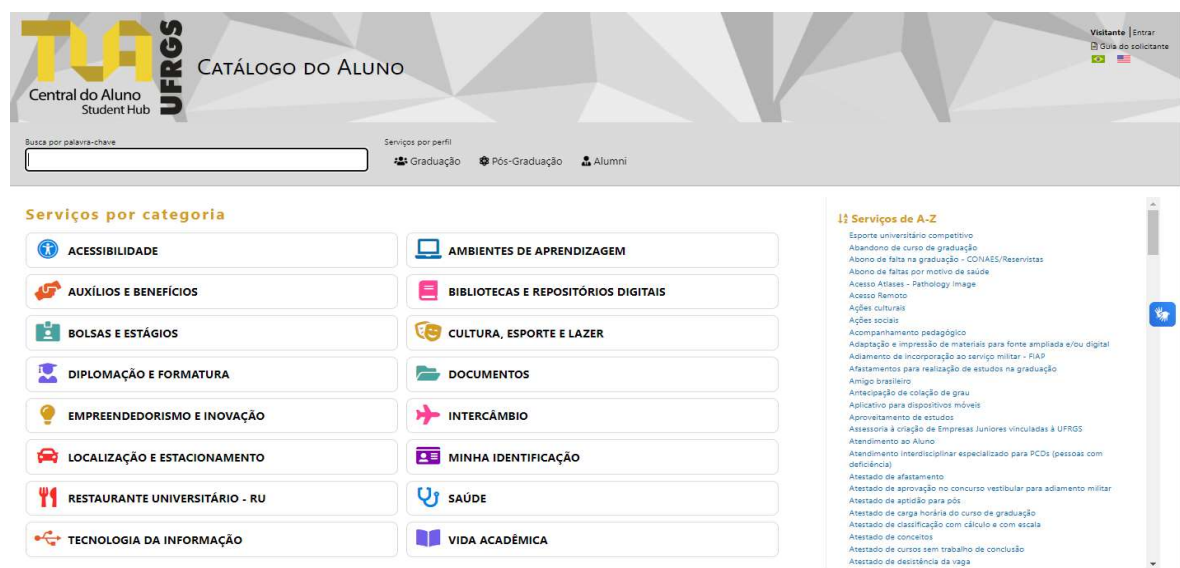 TUA
UFRGS
Central do Aluno
Student Hub
CATÁLOGO DO ALUNO
Visitante | Entrar
Guia do solicitante
Busca por palavra-chave
Serviços por perfil
Graduação
Pós-Graduação
Alumni
Serviços por categoria
ACESSIBILIDADE
AMBIENTES DE APRENDIZAGEM
AUXÍLIOS E BENEFÍCIOS
BIBLIOTECAS E REPOSITÓRIOS DIGITAIS
BOLSAS E ESTÁGIOS
CULTURA, ESPORTE E LAZER
DIPLOMAÇÃO E FORMATURA
DOCUMENTOS
EMPREENDEDORISMO E INOVAÇÃO
INTERCÂMBIO
LOCALIZAÇÃO E ESTACIONAMENTO
MINHA IDENTIFICAÇÃO
RESTAURANTE UNIVERSITÁRIO - RU
SAÚDE
TECNOLOGIA DA INFORMAÇÃO
VIDA ACADÊMICA
Serviços de A-Z
Esporte universitário competitivo
Abandono de curso de graduação
Abono de falta na graduação - CONAES/Reservistas
Abono de faltas por motivo de saúde
Acesso Atlases - Pathology Image
Acesso Remoto
Ações culturais
Ações sociais
Acompanhamento pedagógico
Adaptação e impressão de materiais para fonte ampliada e/ou digital
Adiamento de incorporação ao serviço militar - FIAP
Afastamentos para realização de estudos na graduação
Amigo brasileiro
Antecipação de colação de grau
Aplicativo para dispositivos móveis
Aproveitamento de estudos
Assessoria à criação de Empresas Juniores vinculadas à UFRGS
Atendimento ao Aluno
Atendimento interdisciplinar especializado para PCDs (pessoas com
deficiência)
Atestado de afastamento
Atestado de aprovação no concurso vestibular para adiamento militar
Atestado de aptidão para pós
Atestado de carga horária do curso de graduação
Atestado de classificação com cálculo e com escala
Atestado de conceitos
Atestado de cursos sem trabalho de conclusão
Atestado de desistência da vaga